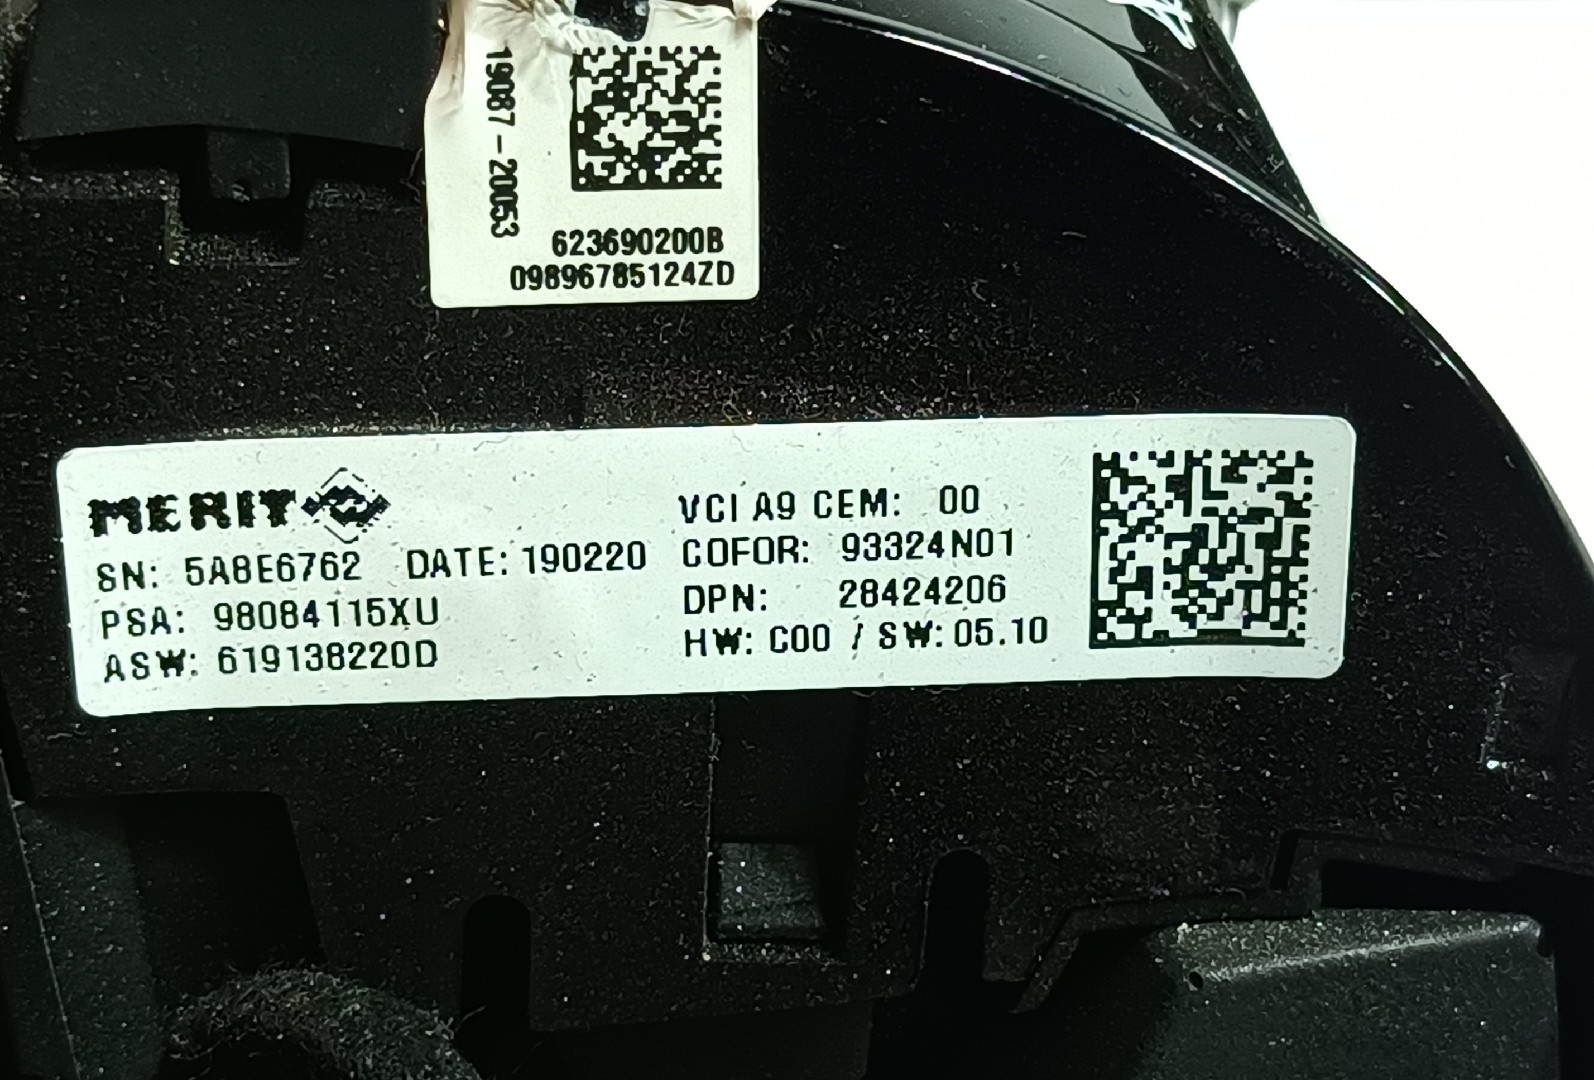 19087-20053
623690200B
09896785124ZD
MERIT
SN: 5A8E6762 DATE: 190220
PSA: 98084115XU
ASW: 619138220D
VCI A9 CEM: 00
COFOR: 93324N01
DPN: 28424206
HW: C00 / SW: 05.10